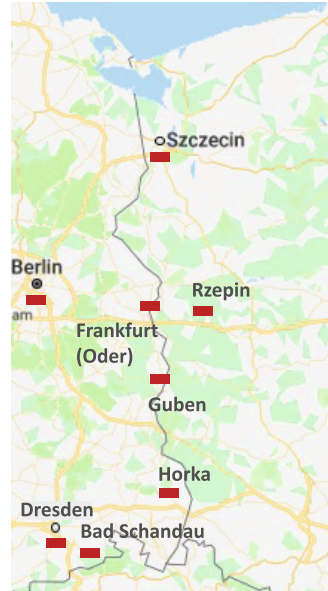 Szczecin
Berlin
am
Rzepin
Frankfurt
(Oder)
Guben
Horka
Dresden
Bad Schandau